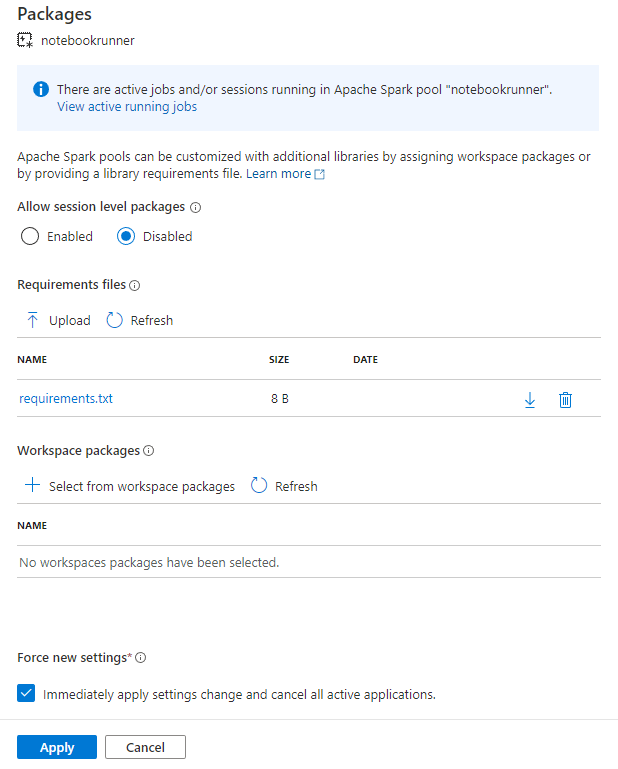 Packages
notebookrunner
There are active jobs and/or sessions running in Apache Spark pool "notebookrunner".
View active running jobs
Apache Spark pools can be customized with additional libraries by assigning workspace packages or
by providing a library requirements file. Learn more
Allow session level packages
Enabled Disabled
Requirements files
Upload Refresh
NAME SIZE DATE
requirements.txt 8 B
Workspace packages
Select from workspace packages Refresh
NAME
No workspaces packages have been selected.
Force new settings*
Immediately apply settings change and cancel all active applications.
Apply Cancel